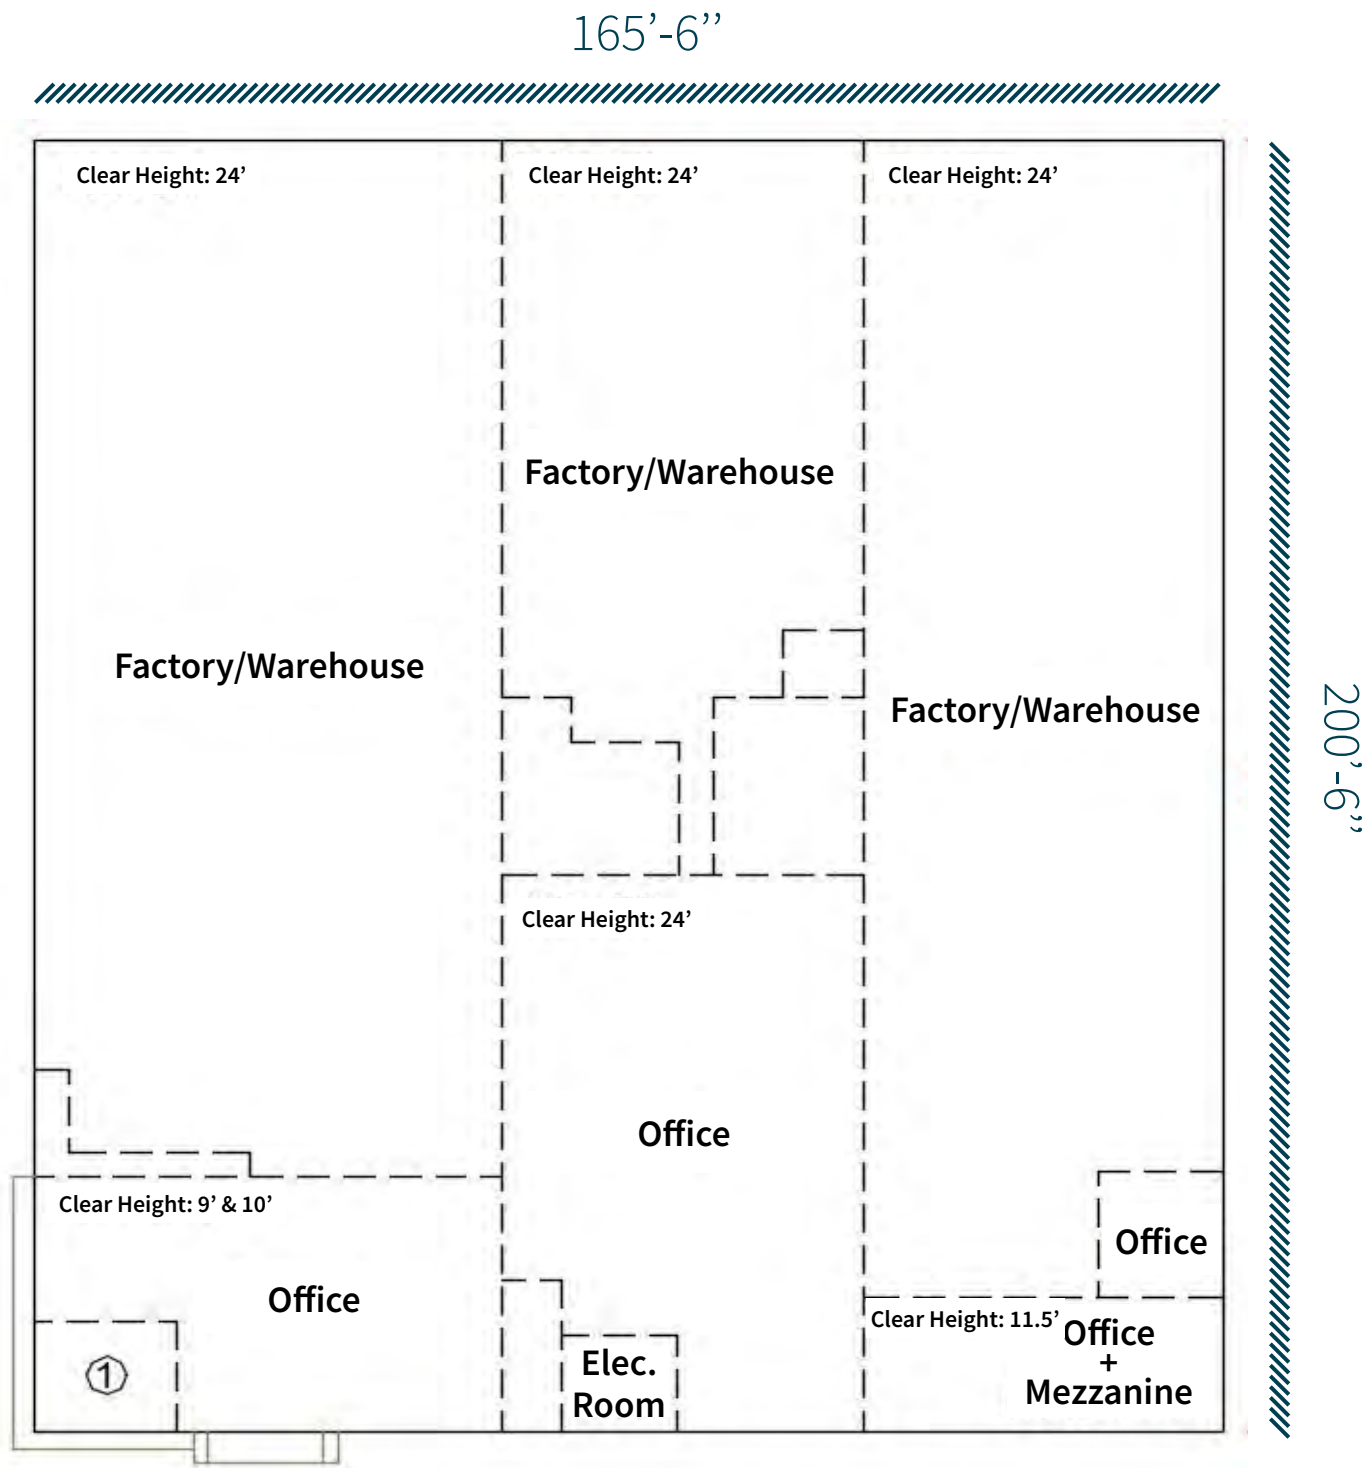 165’-6”
Clear Height: 24’
Clear Height: 24’
Clear Height: 24’
Factory/Warehouse
Factory/Warehouse
Factory/Warehouse
200’-6”
Clear Height: 24’
Office
Clear Height: 9’ & 10’
Office
Office
Clear Height: 11.5’
Office
+
Mezzanine
Elec.
Room
1